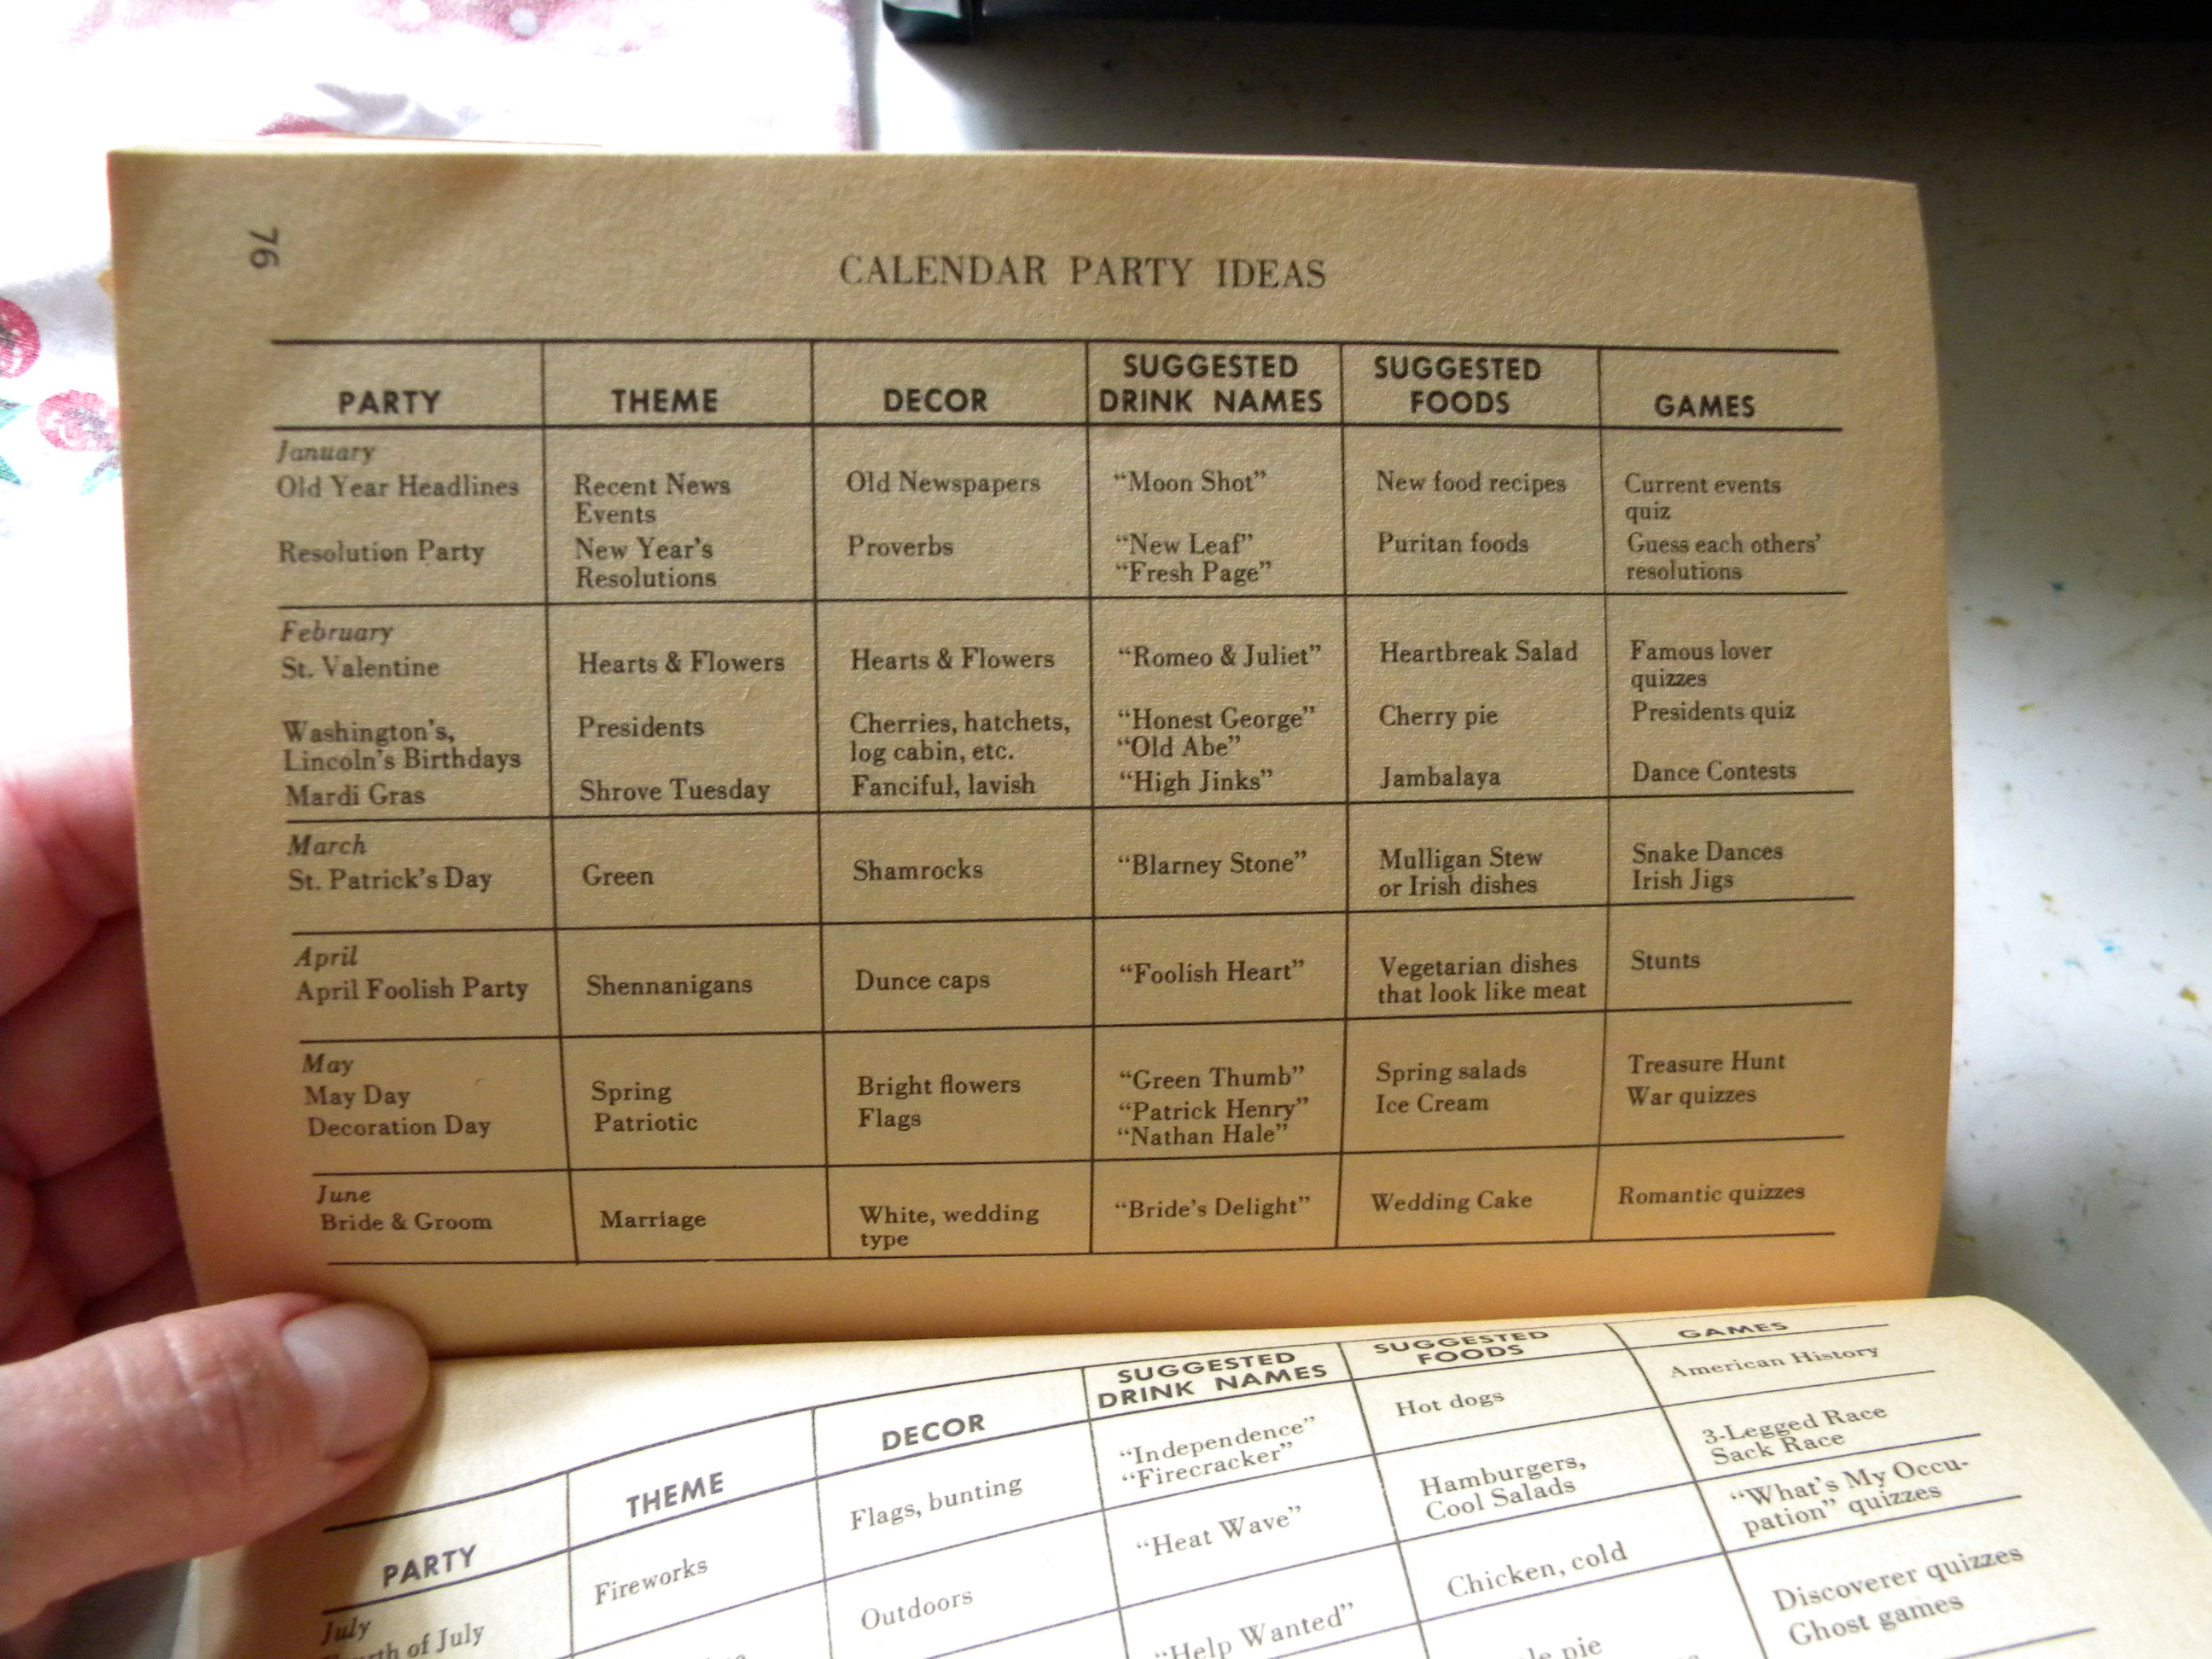 76
CALENDAR PARTY IDEAS
PARTY THEME DECOR SUGGESTED DRINK NAMES SUGGESTED FOODS GAMES
January
Old Year Headlines Recent News Events Old Newspapers “Moon Shot” New food recipes Current events quiz
Resolution Party New Year's Resolutions Proverbs “New Leaf” “Fresh Page” Puritan foods Guess each others' resolutions
February
St. Valentine Hearts & Flowers Hearts & Flowers “Romeo & Juliet” Heartbreak Salad Famous lover quizzes
Washington's, Lincoln's Birthdays Presidents Cherries, hatchets, log cabin, etc. “Honest George” “Old Abe” Cherry pie Presidents quiz
Mardi Gras Shrove Tuesday Fanciful, lavish “High Jinks” Jambalaya Dance Contests
March
St. Patrick's Day Green Shamrocks “Blarney Stone” Mulligan Stew or Irish dishes Snake Dances Irish Jigs
April
April Foolish Party Shennanigans Dunce caps “Foolish Heart” Vegetarian dishes that look like meat Stunts
May
May Day Spring Bright flowers “Green Thumb” Spring salads Treasure Hunt
Decoration Day Patriotic Flags “Patrick Henry” “Nathan Hale” Ice Cream War quizzes
June
Bride & Groom Marriage White, wedding type “Bride's Delight” Wedding Cake Romantic quizzes
PARTY THEME DECOR SUGGESTED DRINK NAMES SUGGESTED FOODS GAMES
July
of July Fireworks Flags, bunting “Independence” “Firecracker” Hot dogs American History
Outdoors “Heat Wave” Hamburgers, Cool Salads 3-Legged Race Sack Race
“Help Wanted” Chicken, cold “What's My Occu-
pation” quizzes
pie Discoverer quizzes
Ghost games